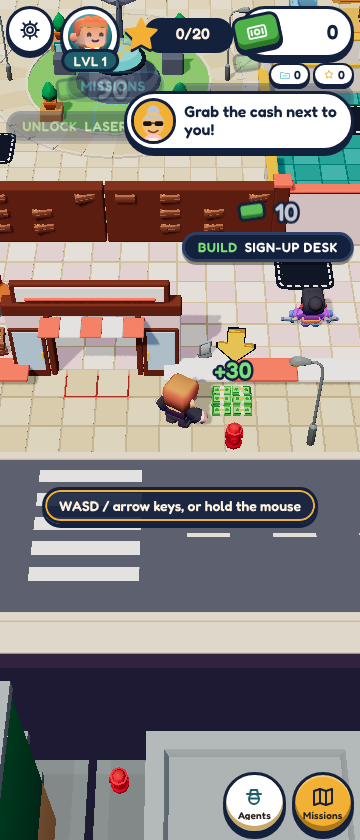 0/20
0
LVL 1
0
0
MISSIONS
UNLOCK LASER
Grab the cash next to
you!
10
BUILD SIGN-UP DESK
+30
WASD / arrow keys, or hold the mouse
Agents
Missions